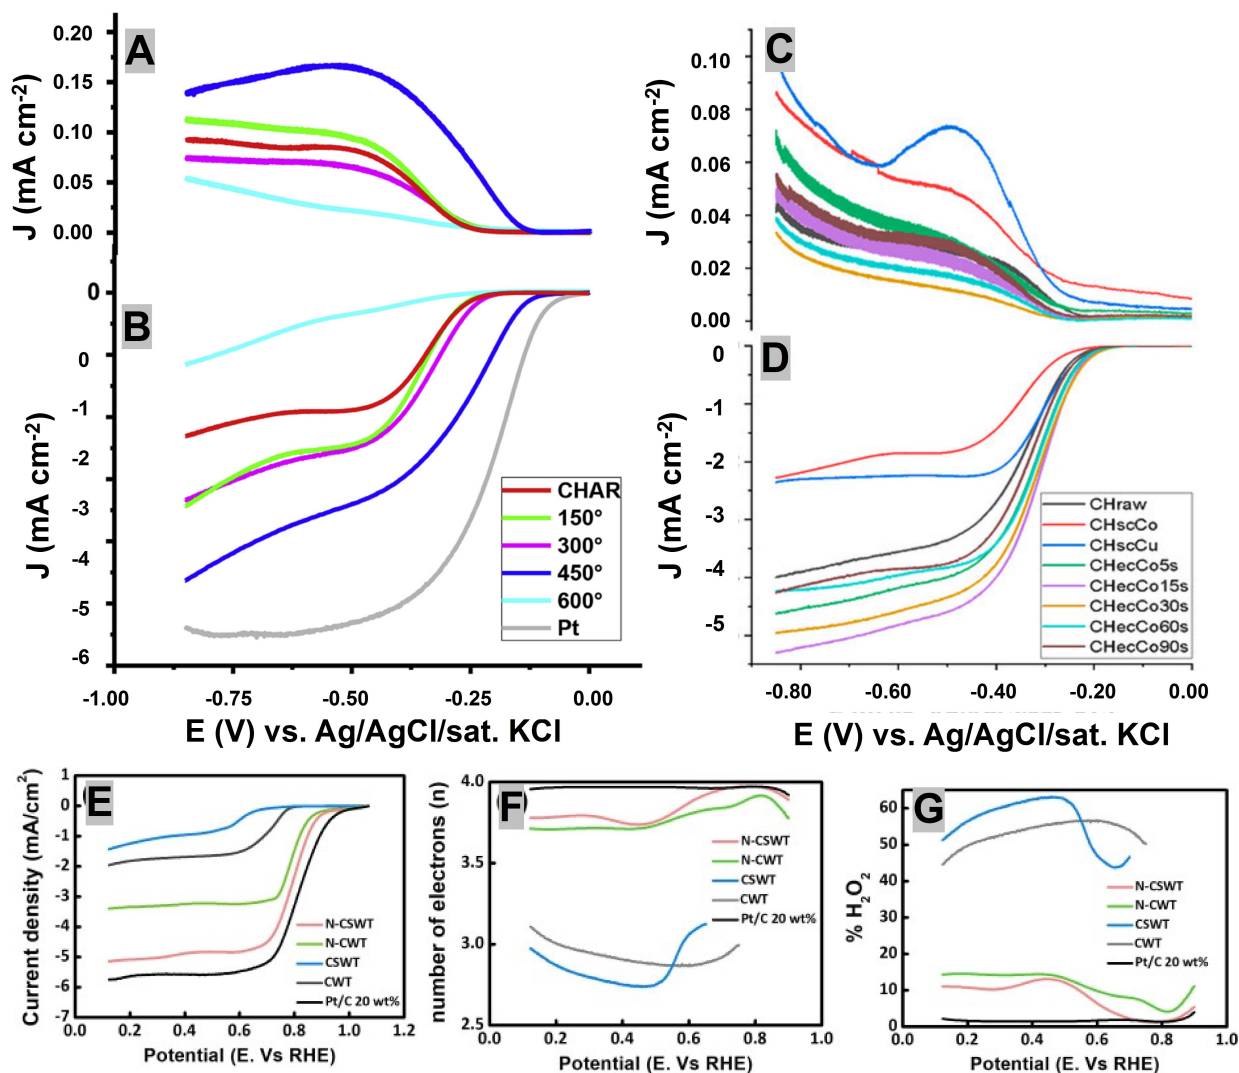 A
J (mA cm-2)
0.20
0.15
0.10
0.05
0.00
B
J (mA cm-2)
0
0
-1
-2
-3
-4
-5
-6
CHAR
150°
300°
450°
600°
Pt
-1.00
-0.75
-0.50
-0.25
0.00
E (V) vs. Ag/AgCl/sat. KCl
C
J (mA cm-2)
0.10
0.08
0.06
0.04
0.02
0.00
D
J (mA cm-2)
0
-1
-2
-3
-4
-5
CHraw
CHscCo
CHscCu
CHecCo5s
CHecCo15s
CHecCo30s
CHecCo60s
CHecCo90s
-0.80
-0.60
-0.40
-0.20
0.00
E (V) vs. Ag/AgCl/sat. KCl
E
Current density (mA/cm2)
1
0
-1
-2
-3
-4
-5
-6
-7
N-CSWT
N-CWT
CSWT
CWT
Pt/C 20 wt%
0.0
0.2
0.4
0.6
0.8
1.0
1.2
Potential (E. Vs RHE)
F
number of electrons (n)
4.0
3.5
3.0
2.5
N-CSWT
N-CWT
CSWT
CWT
Pt/C 20 wt%
0.0
0.2
0.4
0.6
0.8
1.0
Potential (E. Vs RHE)
G
% H2O2
60
50
40
30
20
10
0
N-CSWT
N-CWT
CSWT
CWT
Pt/C 20 wt%
0.0
0.2
0.4
0.6
0.8
1.0
Potential (E. Vs RHE)